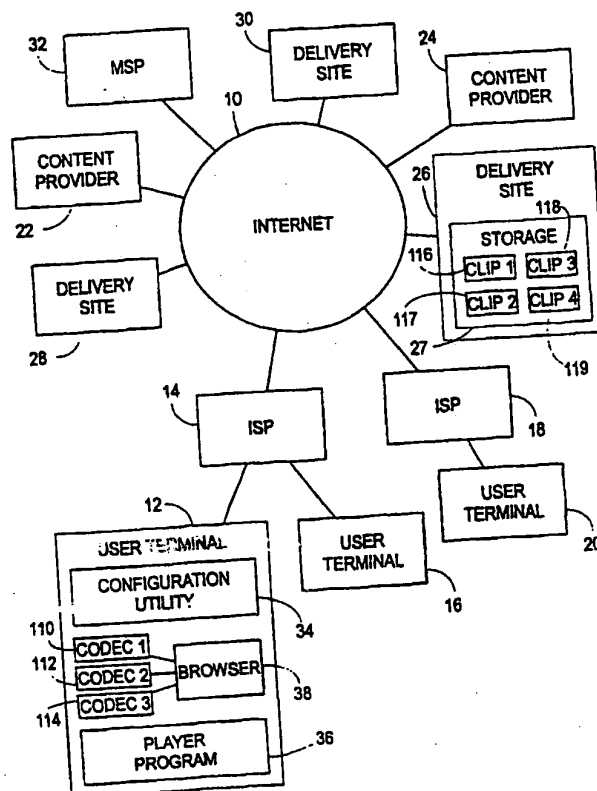 32
MSP
30
DELIVERY
SITE
24
CONTENT
PROVIDER
10
INTERNET
CONTENT
PROVIDER
22
26
DELIVERY
SITE
118
STORAGE
116
CLIP 1
CLIP 3
117
CLIP 2
CLIP 4
27
119
DELIVERY
SITE
28
14
ISP
ISP
18
12
USER TERMINAL
USER
TERMINAL
16
USER
TERMINAL
20
CONFIGURATION
UTILITY
34
110
CODEC 1
112
CODEC 2
114
CODEC 3
BROWSER
38
PLAYER
PROGRAM
36